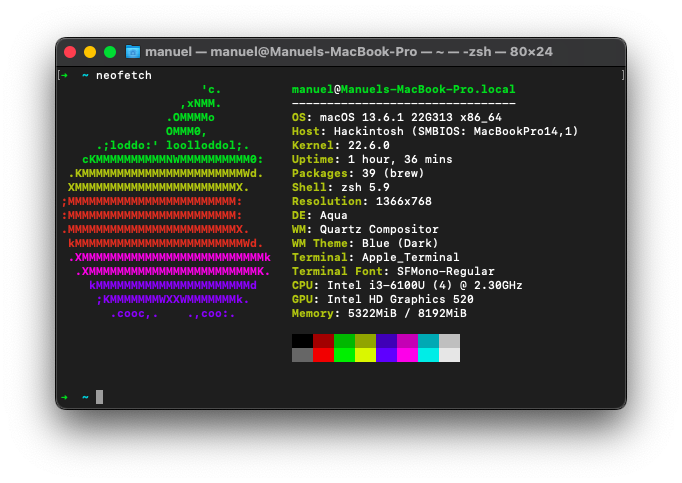 manuel — manuel@Manuels-MacBook-Pro — ~ — -zsh — 80×24
[➜  ~ neofetch ]
                    'c.          manuel@Manuels-MacBook-Pro.local
                 ,xNMM.          --------------------------------
               .OMMMMo           OS: macOS 13.6.1 22G313 x86_64
               OMMM0,            Host: Hackintosh (SMBIOS: MacBookPro14,1)
     .;loddo:' loolloddol;.      Kernel: 22.6.0
   cKMMMMMMMMMMNWMMMMMMMMMM0:    Uptime: 1 hour, 36 mins
 .KMMMMMMMMMMMMMMMMMMMMMMMWd.    Packages: 39 (brew)
 XMMMMMMMMMMMMMMMMMMMMMMMX.      Shell: zsh 5.9
;MMMMMMMMMMMMMMMMMMMMMMMM:       Resolution: 1366x768
:MMMMMMMMMMMMMMMMMMMMMMMM:       DE: Aqua
.MMMMMMMMMMMMMMMMMMMMMMMMX.      WM: Quartz Compositor
 kMMMMMMMMMMMMMMMMMMMMMMMMWd.    WM Theme: Blue (Dark)
 .XMMMMMMMMMMMMMMMMMMMMMMMMMMk   Terminal: Apple_Terminal
  .XMMMMMMMMMMMMMMMMMMMMMMMMK.   Terminal Font: SFMono-Regular
    kMMMMMMMMMMMMMMMMMMMMMMd     CPU: Intel i3-6100U (4) @ 2.30GHz
     ;KMMMMMMMWXXWMMMMMMMk.      GPU: Intel HD Graphics 520
       .cooc,.    .,coo:.        Memory: 5322MiB / 8192MiB
➜  ~